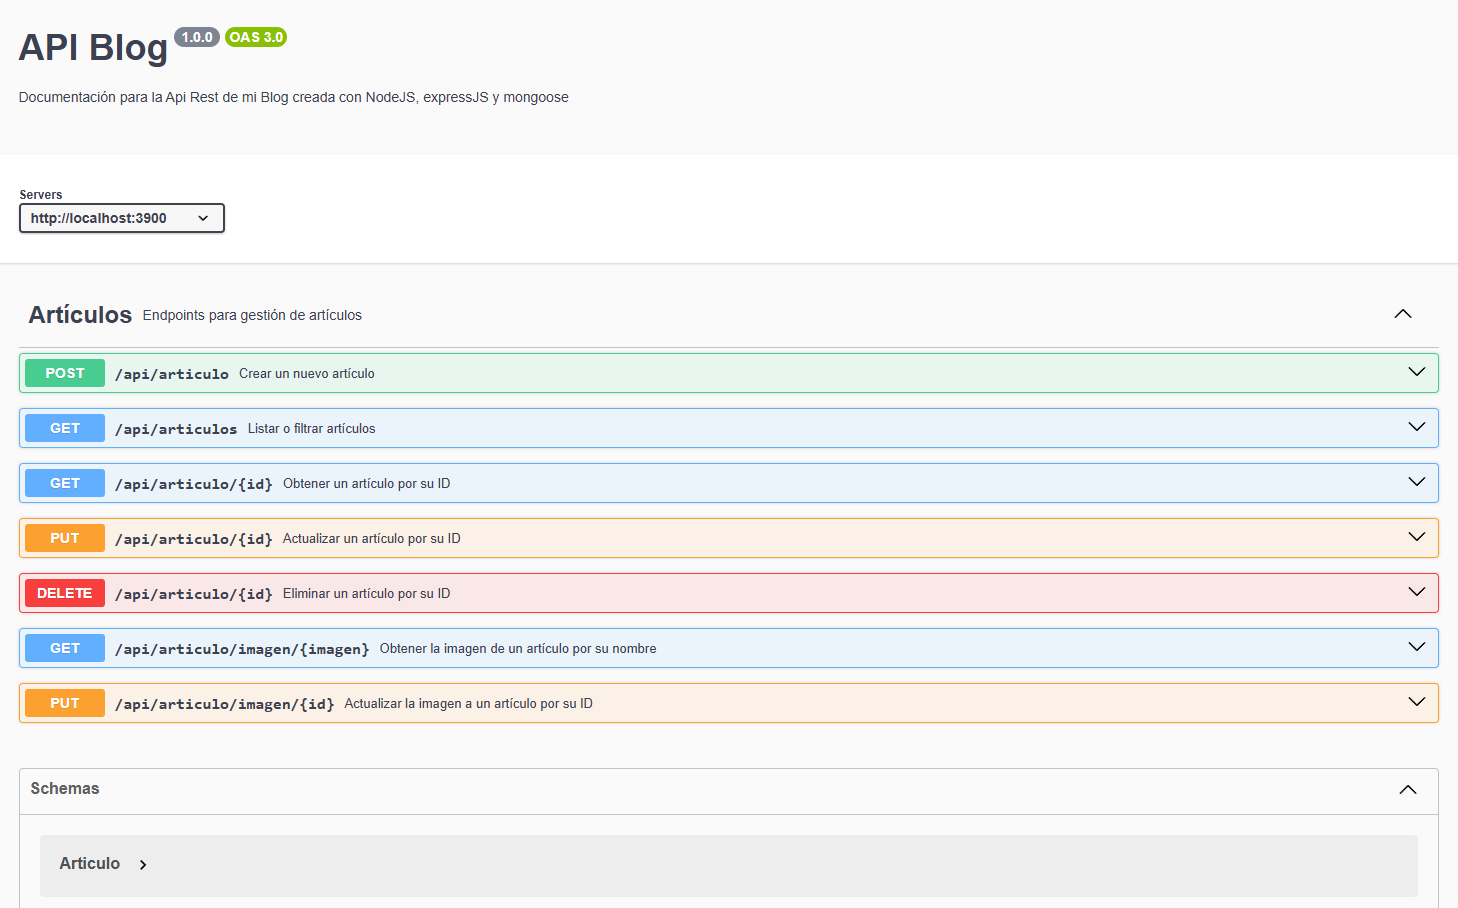 API Blog 1.0.0 OAS 3.0
Documentación para la Api Rest de mi Blog creada con NodeJS, expressJS y mongoose
Servers
http://localhost:3900
Artículos Endpoints para gestión de artículos
POST /api/articulo Crear un nuevo artículo
GET /api/articulos Listar o filtrar artículos
GET /api/articulo/{id} Obtener un artículo por su ID
PUT /api/articulo/{id} Actualizar un artículo por su ID
DELETE /api/articulo/{id} Eliminar un artículo por su ID
GET /api/articulo/imagen/{imagen} Obtener la imagen de un artículo por su nombre
PUT /api/articulo/imagen/{id} Actualizar la imagen a un artículo por su ID
Schemas
Articulo